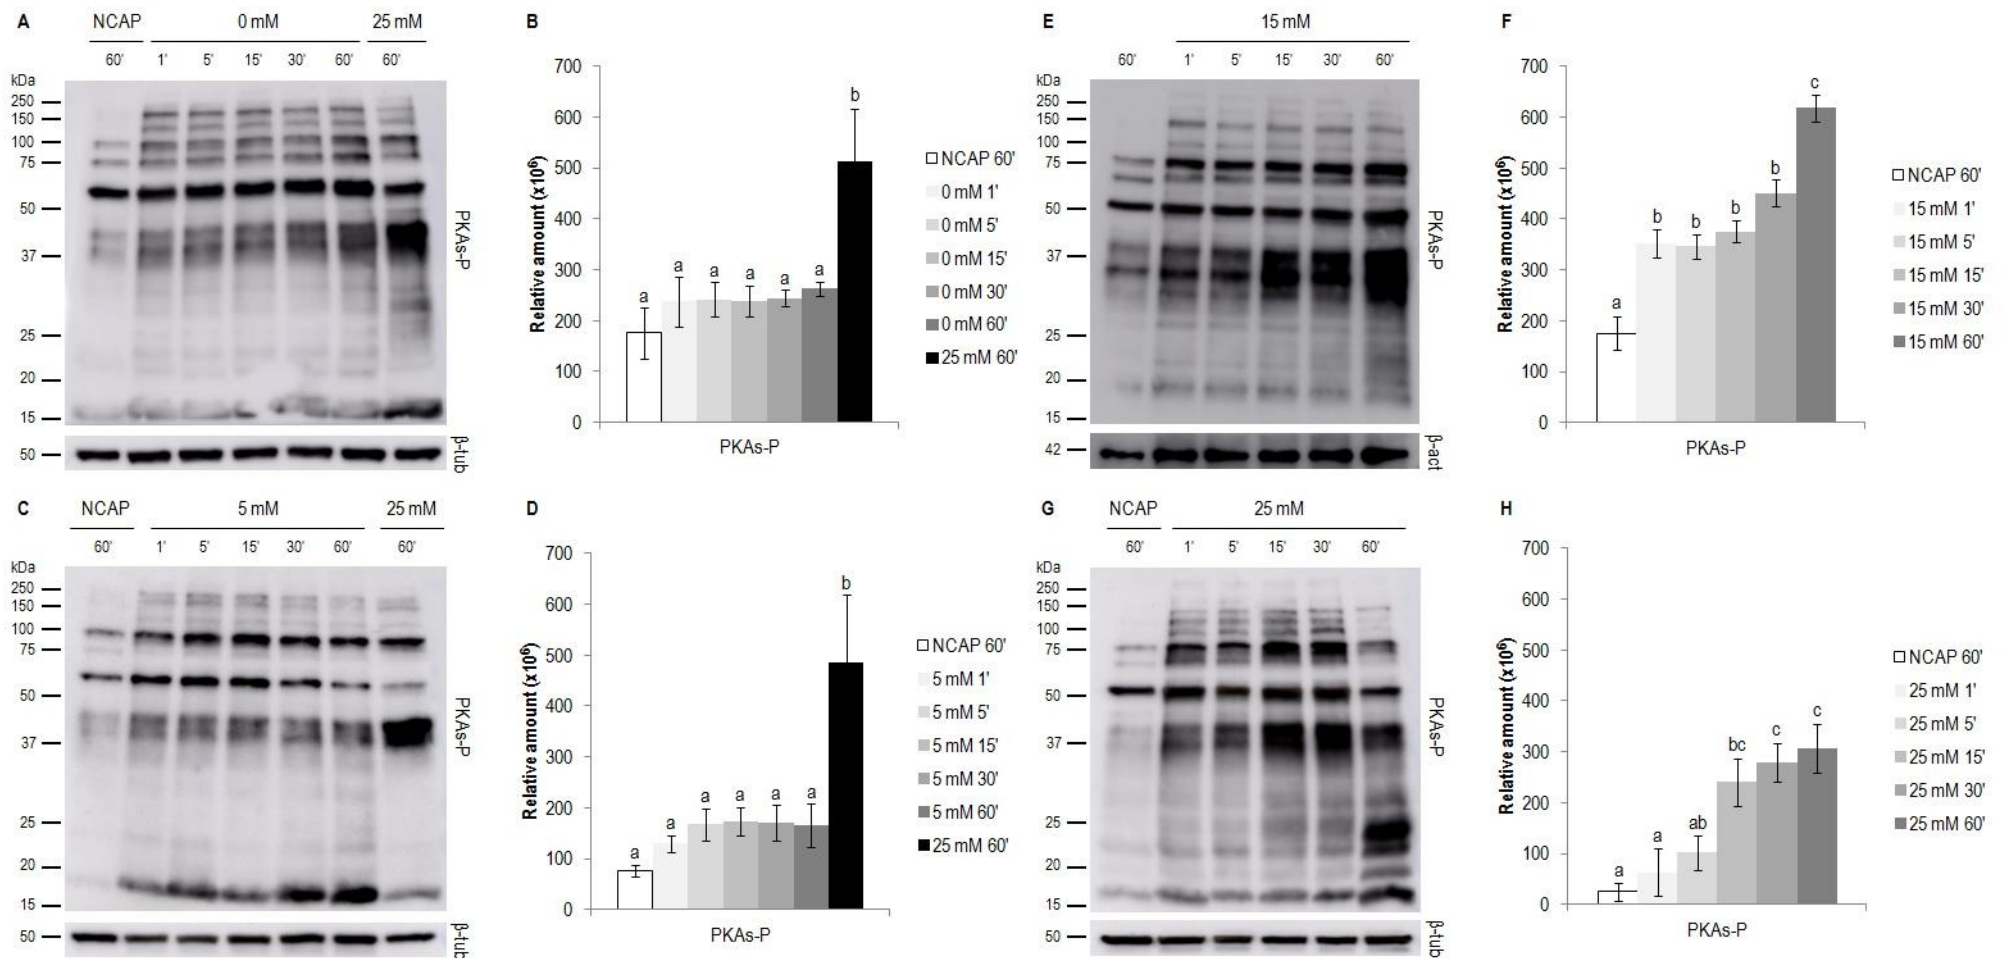 A
NCAP 0 mM 25 mM
60' 1' 5' 15' 30' 60' 60'
kDa
250
150
100
75
50
37
25
20
15
50
PKAs-P
β-tub
B
Relative amount (x10⁶)
700
600
500
400
300
200
100
0
a a a a a a b
PKAs-P
NCAP 60'
0 mM 1'
0 mM 5'
0 mM 15'
0 mM 30'
0 mM 60'
25 mM 60'
E
15 mM
60' 1' 5' 15' 30' 60'
kDa
250
150
100
75
50
37
25
20
15
42
PKAs-P
β-act
F
Relative amount (x10⁶)
700
600
500
400
300
200
100
0
a b b b b c
PKAs-P
NCAP 60'
15 mM 1'
15 mM 5'
15 mM 15'
15 mM 30'
15 mM 60'
C
NCAP 5 mM 25 mM
60' 1' 5' 15' 30' 60' 60'
kDa
250
150
100
75
50
37
25
20
15
50
PKAs-P
β-tub
D
Relative amount (x10⁶)
700
600
500
400
300
200
100
0
a a a a a a b
PKAs-P
NCAP 60'
5 mM 1'
5 mM 5'
5 mM 15'
5 mM 30'
5 mM 60'
25 mM 60'
G
NCAP 25 mM
60' 1' 5' 15' 30' 60'
kDa
250
150
100
75
50
37
25
20
15
50
PKAs-P
β-tub
H
Relative amount (x10⁶)
700
600
500
400
300
200
100
0
a a ab bc c c
PKAs-P
NCAP 60'
25 mM 1'
25 mM 5'
25 mM 15'
25 mM 30'
25 mM 60'